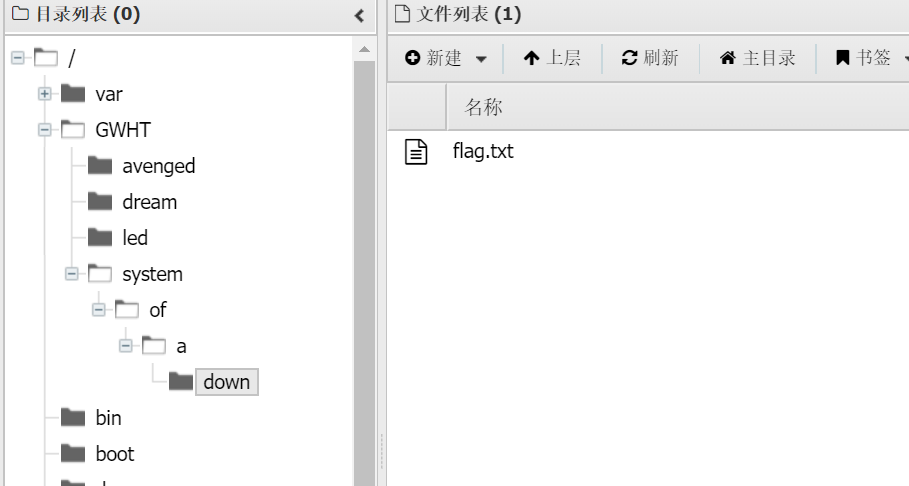 目录列表 (0)
/
var
GWHT
avenged
dream
led
system
of
a
down
bin
boot
文件列表 (1)
新建 上层 刷新 主目录 书签
名称
flag.txt